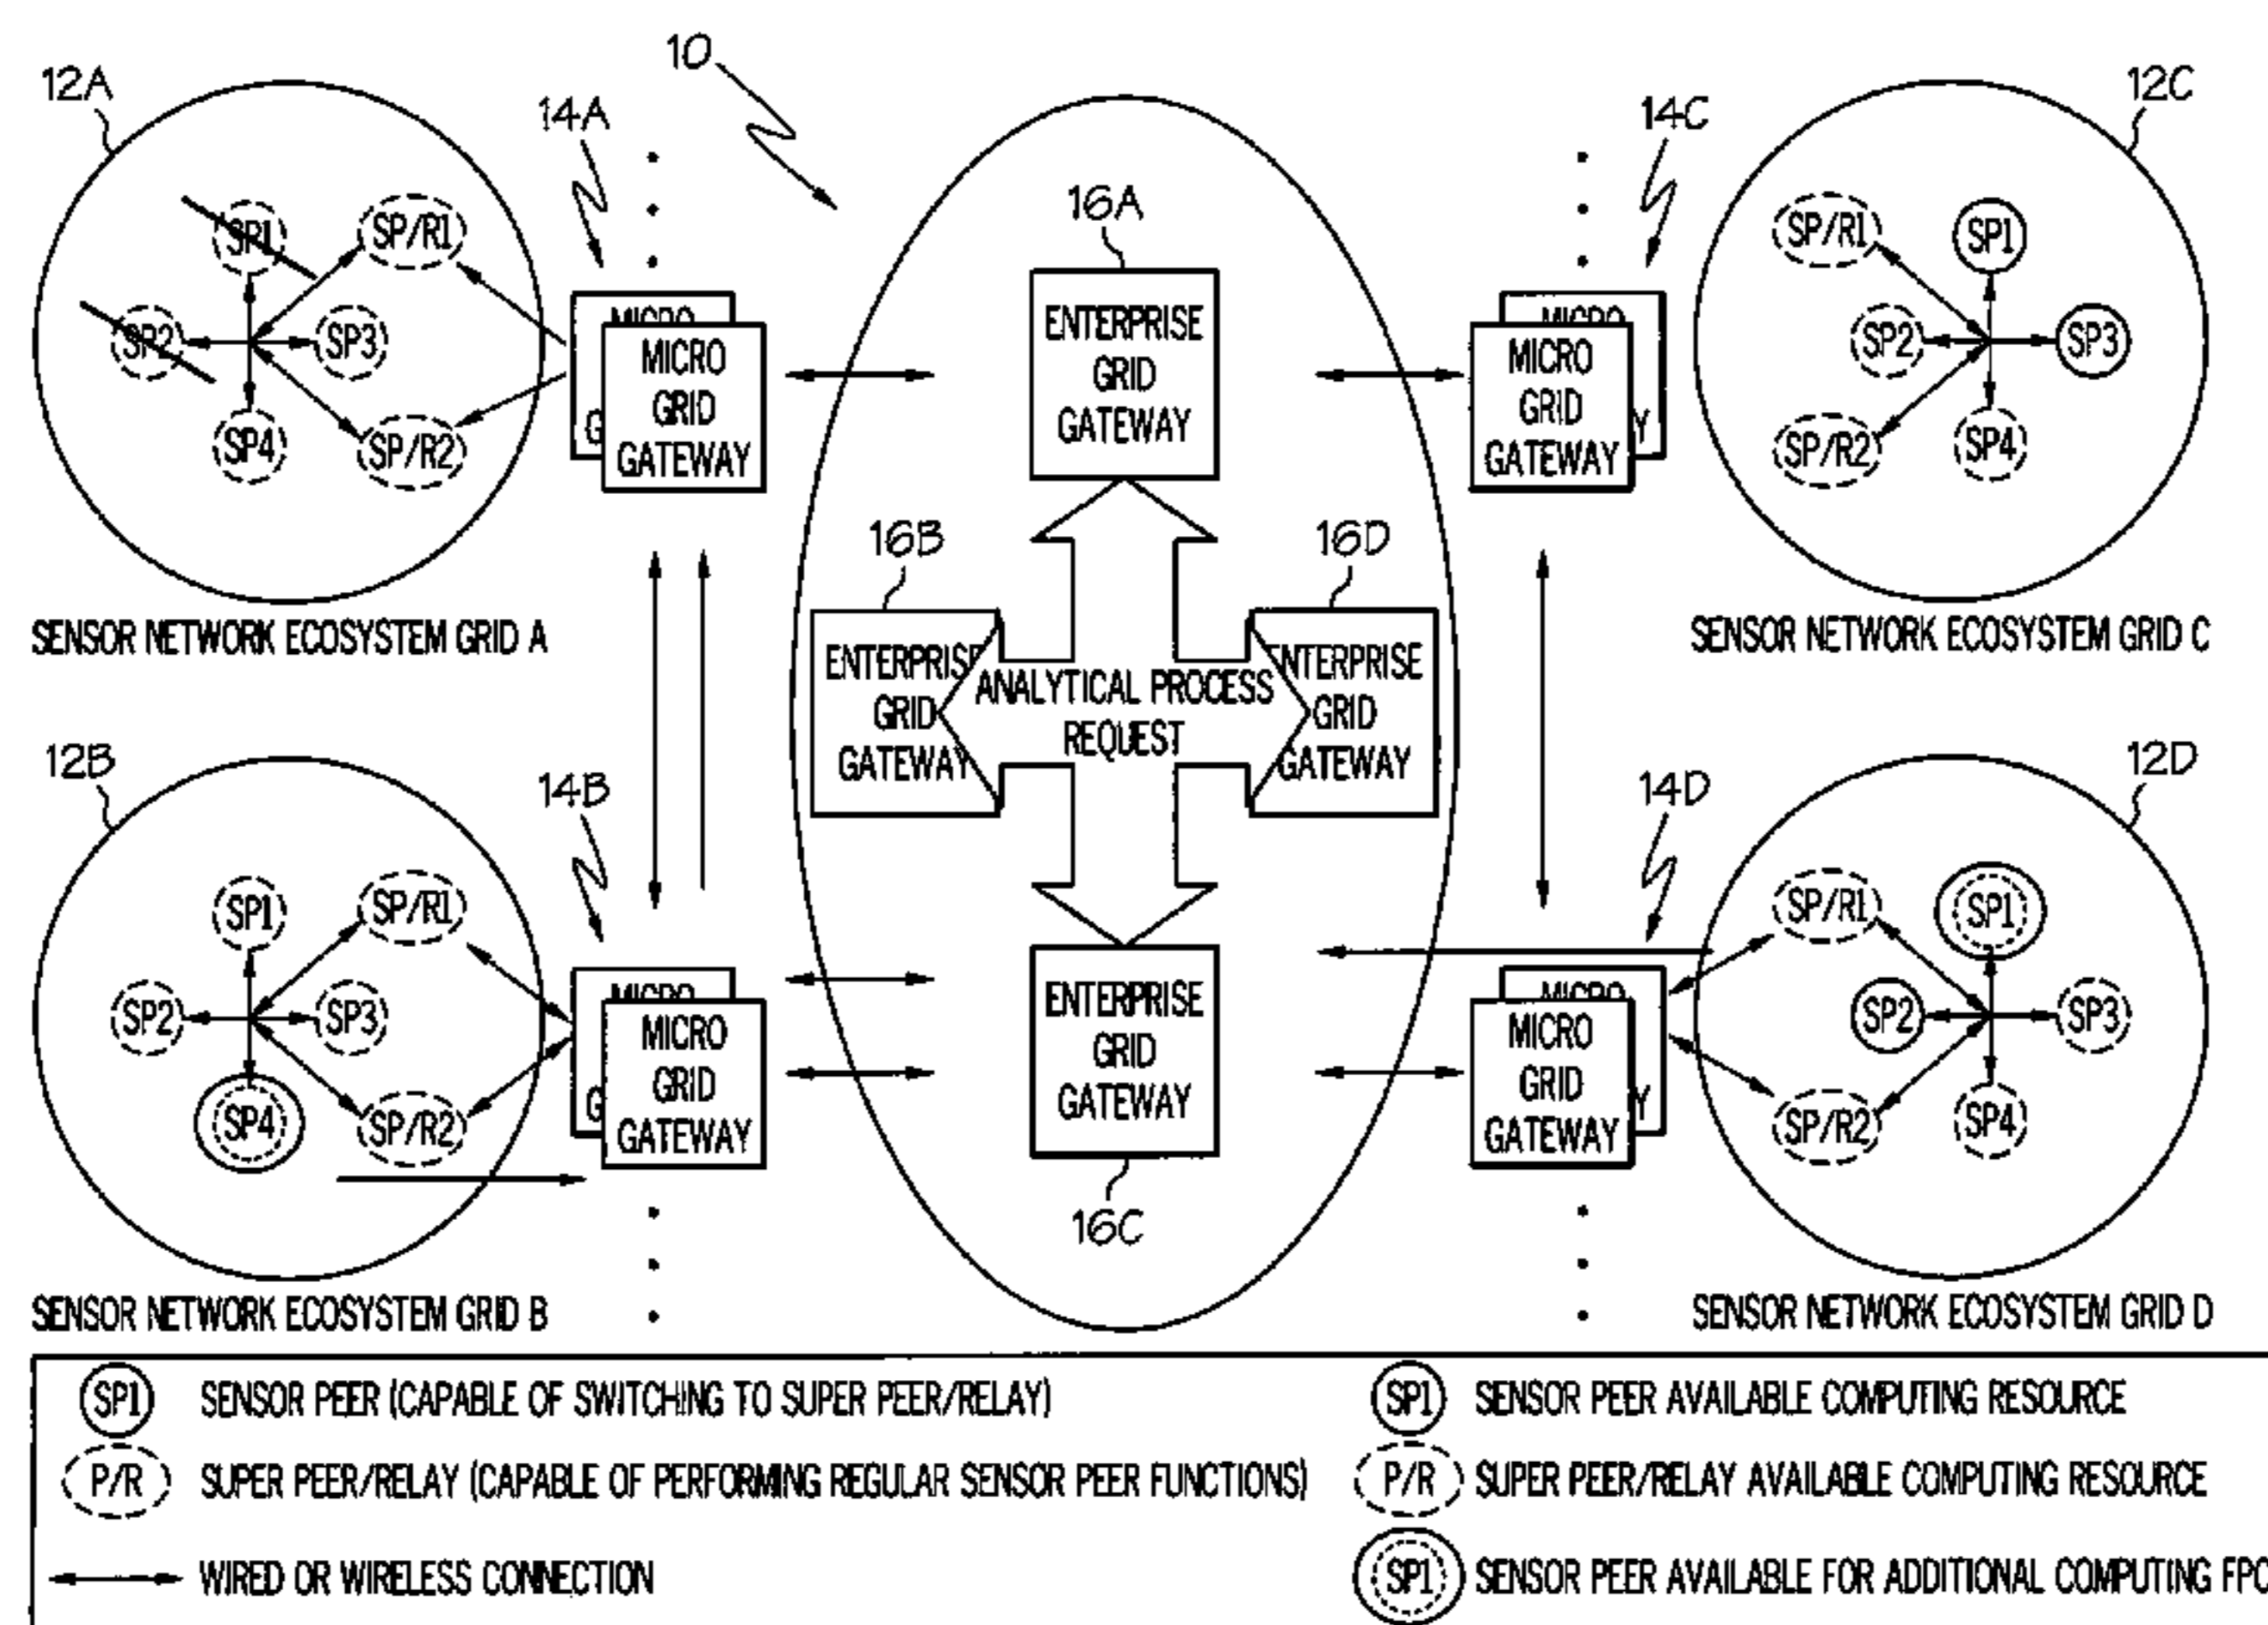 10
12A
14A
SP1
SP/R1
SP2
SP3
SP4
SP/R2
MICRO
MICRO
GRID
GATEWAY
G
SENSOR NETWORK ECOSYSTEM GRID A
16A
ENTERPRISE
GRID
GATEWAY
16B
ENTERPRISE
GRID
GATEWAY
ANALYTICAL PROCESS
REQUEST
16D
ENTERPRISE
GRID
GATEWAY
14C
12C
MICRO
MICRO
GRID
GATEWAY
Y
SP/R1
SP1
SP2
SP3
SP/R2
SP4
SENSOR NETWORK ECOSYSTEM GRID C
12B
14B
SP1
SP/R1
SP2
SP3
SP4
SP/R2
MICRO
MICRO
GRID
GATEWAY
G
SENSOR NETWORK ECOSYSTEM GRID B
ENTERPRISE
GRID
GATEWAY
16C
14D
12D
MICRO
MICRO
GRID
GATEWAY
Y
SP/R1
SP1
SP2
SP3
SP/R2
SP4
SENSOR NETWORK ECOSYSTEM GRID D
SP1 SENSOR PEER (CAPABLE OF SWITCHING TO SUPER PEER/RELAY)
P/R SUPER PEER/RELAY (CAPABLE OF PERFORMING REGULAR SENSOR PEER FUNCTIONS)
WIRED OR WIRELESS CONNECTION
SP1 SENSOR PEER AVAILABLE COMPUTING RESOURCE
P/R SUPER PEER/RELAY AVAILABLE COMPUTING RESOURCE
SP1 SENSOR PEER AVAILABLE FOR ADDITIONAL COMPUTING FPC